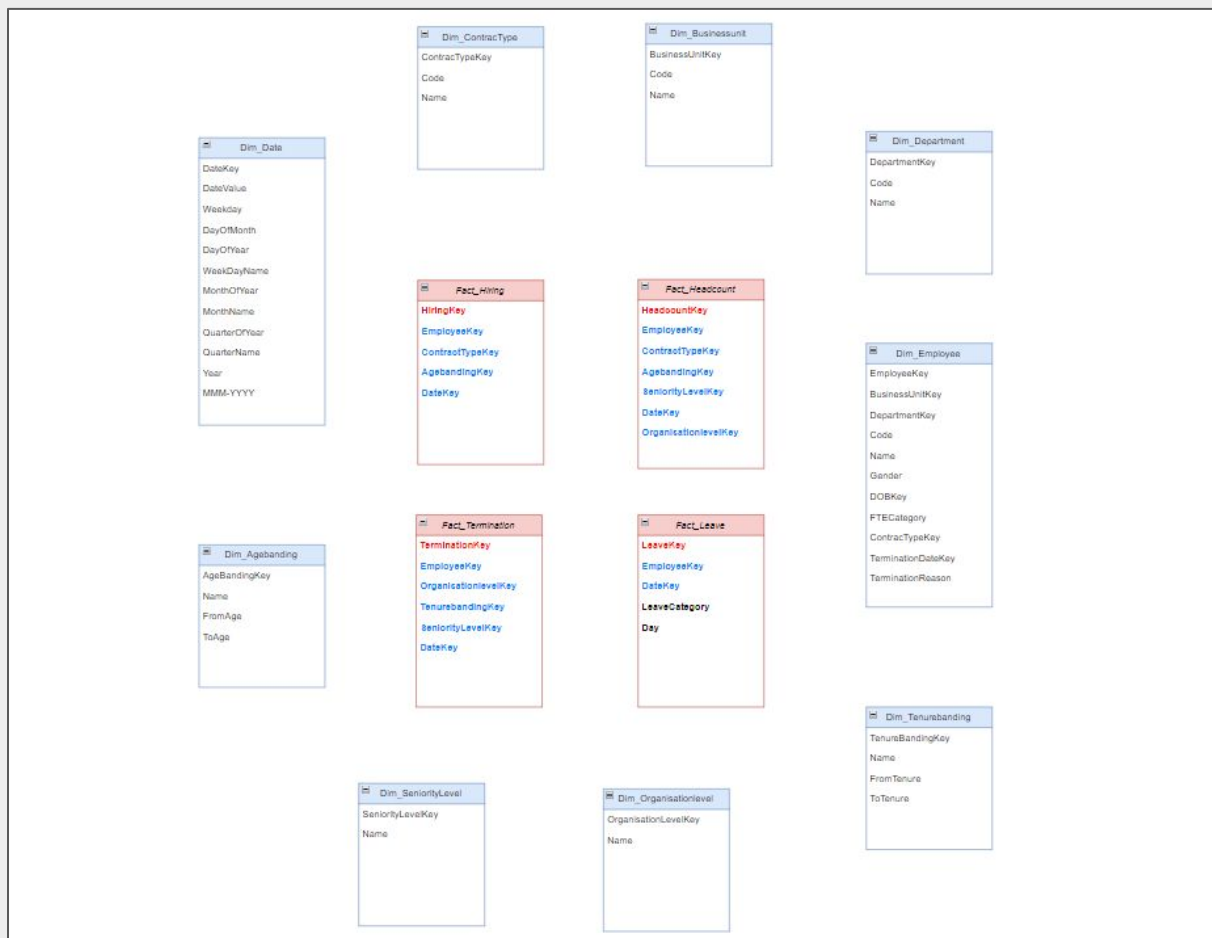 Dim_ContracType
ContracTypeKey
Code
Name
Dim_Businessunit
BusinessUnitKey
Code
Name
Dim_Date
DateKey
DateValue
Weekday
DayOfMonth
DayOfYear
WeekDayName
MonthOfYear
MonthName
QuarterOfYear
QuarterName
Year
MMM-YYYY
Dim_Department
DepartmentKey
Code
Name
Fact_Hiring
HiringKey
EmployeeKey
ContractTypeKey
AgebandingKey
DateKey
Fact_Headcount
HeadcountKey
EmployeeKey
ContractTypeKey
AgebandingKey
SeniorityLevelKey
DateKey
OrganisationlevelKey
Dim_Employee
EmployeeKey
BusinessUnitKey
DepartmentKey
Code
Name
Gender
DOBKey
FTECategory
ContracTypeKey
TerminationDateKey
TerminationReason
Fact_Termination
TerminationKey
EmployeeKey
OrganisationlevelKey
TenurebandingKey
SeniorityLevelKey
DateKey
Fact_Leave
LeaveKey
EmployeeKey
DateKey
LeaveCategory
Day
Dim_Agebanding
AgeBandingKey
Name
FromAge
ToAge
Dim_Tenurebanding
TenureBandingKey
Name
FromTenure
ToTenure
Dim_SeniorityLevel
SeniorityLevelKey
Name
Dim_Organisationlevel
OrganisationLevelKey
Name